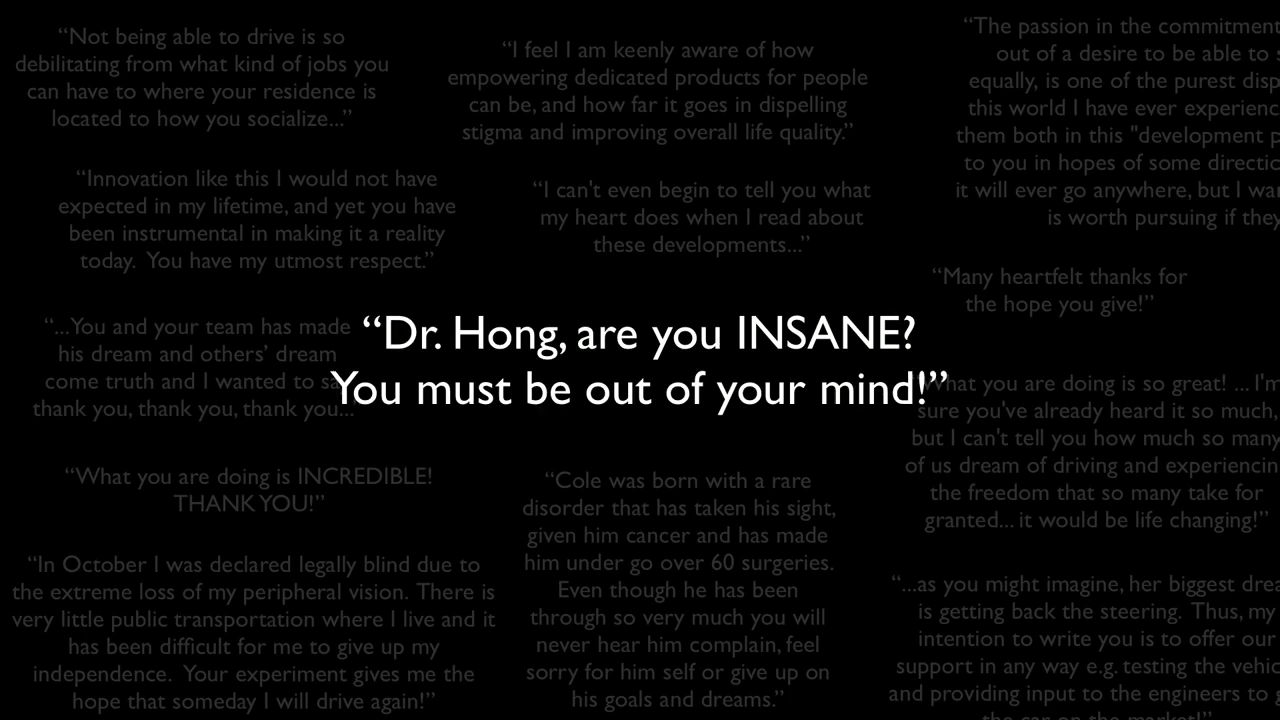 “Not being able to drive is so
debilitating from what kind of jobs you
can have to where your residence is
located to how you socialize...”
“I feel I am keenly aware of how
empowering dedicated products for people
can be, and how far it goes in dispelling
stigma and improving overall life quality.”
“The passion in the commitment
out of a desire to be able to
equally, is one of the purest
this world I have ever
them both in this "development
to you in hopes of some
it will ever go anywhere, but I
is worth pursuing if they
“Innovation like this I would not have
expected in my lifetime, and yet you have
been instrumental in making it a reality
today.  You have my utmost respect.”
“I can't even begin to tell you what
my heart does when I read about
these developments...”
“Many heartfelt thanks for
the hope you give!”
“...You and your team has made
his dream and others’ dream
come truth and I wanted to
thank you, thank you, thank you...
“Dr. Hong, are you INSANE?
You must be out of your mind!”
What you are doing is so great!  ... I'm
sure you've already heard it so much,
but I can't tell you how much so many
of us dream of driving and
the freedom that so many take for
granted... it would be life changing!”
“What you are doing is INCREDIBLE!
THANK YOU!”
“Cole was born with a rare
disorder that has taken his sight,
given him cancer and has made
him under go over 60 surgeries.
Even though he has been
through so very much you will
never hear him complain, feel
sorry for him self or give up on
his goals and dreams.”
“In October I was declared legally blind due to
the extreme loss of my peripheral vision. There is
very little public transportation where I live and it
has been difficult for me to give up my
independence.  Your experiment gives me the
hope that someday I will drive again!”
“...as you might imagine, her biggest
is getting back the steering.  Thus, my
intention to write you is to offer our
support in any way e.g. testing the
and providing input to the engineers to
the car on the market!”